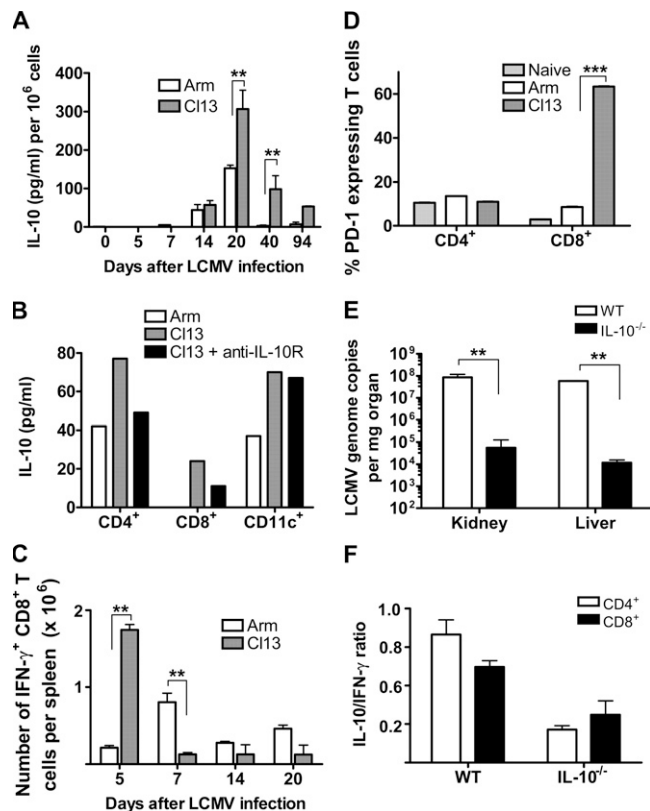 A
IL-10 (pg/ml) per 10⁶ cells
400
300
200
100
0
Arm
Cl13
**
**
0 5 7 14 20 40 94
Days after LCMV infection
B
IL-10 (pg/ml)
80
60
40
20
0
Arm
Cl13
Cl13 + anti-IL-10R
CD4⁺ CD8⁺ CD11c⁺
C
Number of IFN-γ⁺ CD8⁺ T
cells per spleen (x 10⁶)
2
1
Arm
Cl13
**
**
5 7 14 20
Days after LCMV infection
D
% PD-1 expressing T cells
60
40
20
0
Naive
Arm
Cl13
***
CD4⁺ CD8⁺
E
LCMV genome copies
per mg organ
10⁹
10⁸
10⁷
10⁶
10⁵
10⁴
10³
10²
WT
IL-10⁻/⁻
**
**
Kidney Liver
F
IL-10/IFN-γ ratio
1.0
0.8
0.6
0.4
0.2
CD4⁺
CD8⁺
WT IL-10⁻/⁻